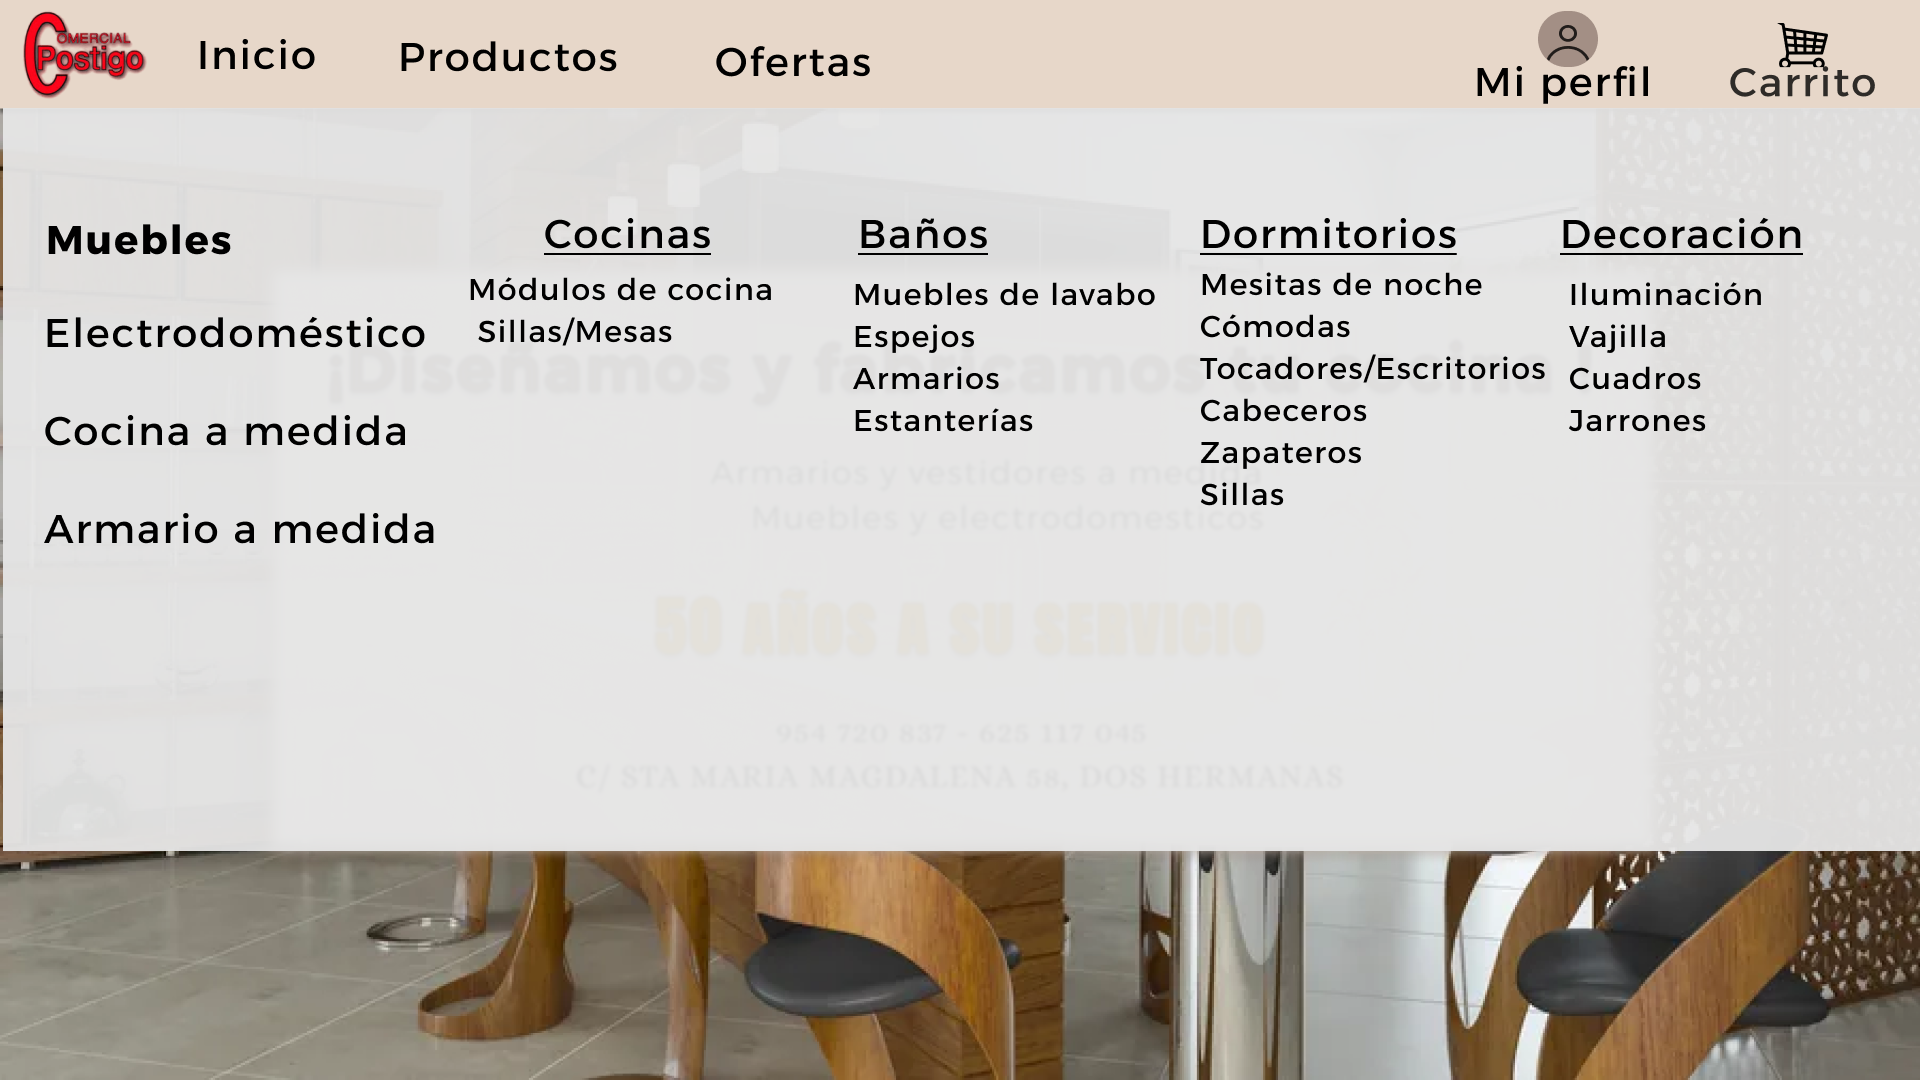 COMERCIAL
Postigo
Inicio
Productos
Ofertas
Mi perfil
Carrito
Muebles
Electrodoméstico
Cocina a medida
Armario a medida
Cocinas
Módulos de cocina
Sillas/Mesas
Baños
Muebles de lavabo
Espejos
Armarios
Estanterías
Dormitorios
Mesitas de noche
Cómodas
Tocadores/Escritorios
Cabeceros
Zapateros
Sillas
Decoración
Iluminación
Vajilla
Cuadros
Jarrones
¡Diseñamos y fabricamos tu cocina !
Armarios y vestidores a medida
Muebles y electrodomesticos
50 AÑOS A SU SERVICIO
954 720 837 - 625 117 045
C/ STA MARIA MAGDALENA 58, DOS HERMANAS